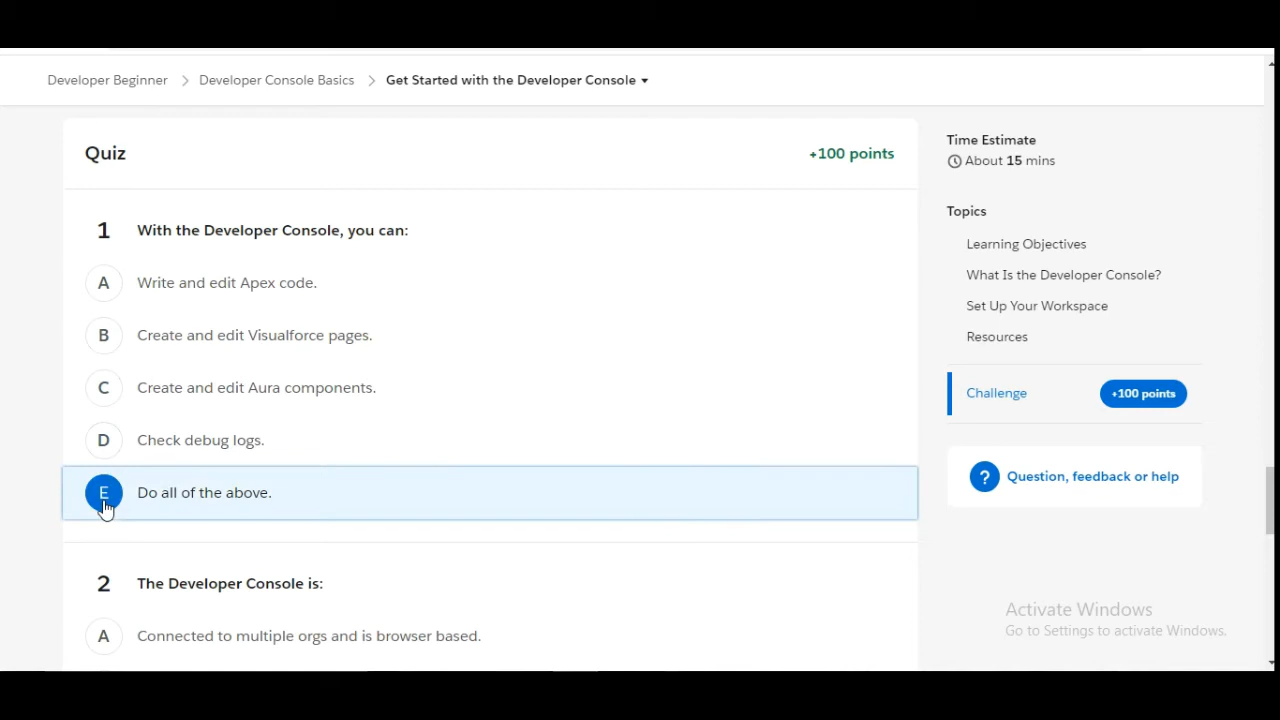 Developer Beginner > Developer Console Basics > Get Started with the Developer Console
Quiz
+100 points
1 With the Developer Console, you can:
A Write and edit Apex code.
B Create and edit Visualforce pages.
C Create and edit Aura components.
D Check debug logs.
E Do all of the above.
2 The Developer Console is:
A Connected to multiple orgs and is browser based.
Time Estimate
About 15 mins
Topics
Learning Objectives
What Is the Developer Console?
Set Up Your Workspace
Resources
Challenge
+100 points
? Question, feedback or help
Activate Windows
Go to Settings to activate Windows.